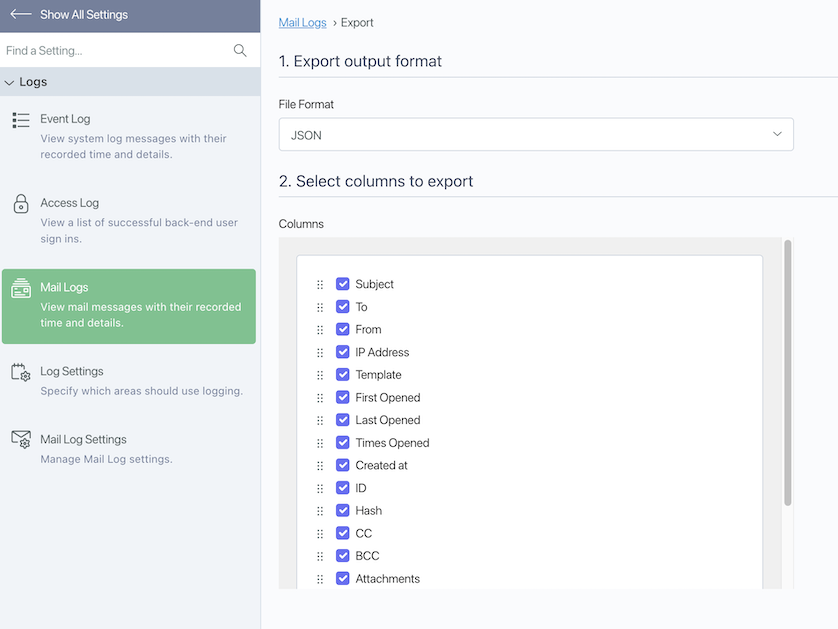 Show All Settings
Find a Setting...
Logs
Event Log
View system log messages with their
recorded time and details.
Access Log
View a list of successful back-end user
sign ins.
Mail Logs
View mail messages with their recorded
time and details.
Log Settings
Specify which areas should use logging.
Mail Log Settings
Manage Mail Log settings.
Mail Logs › Export
1. Export output format
File Format
JSON
2. Select columns to export
Columns
Subject
To
From
IP Address
Template
First Opened
Last Opened
Times Opened
Created at
ID
Hash
CC
BCC
Attachments